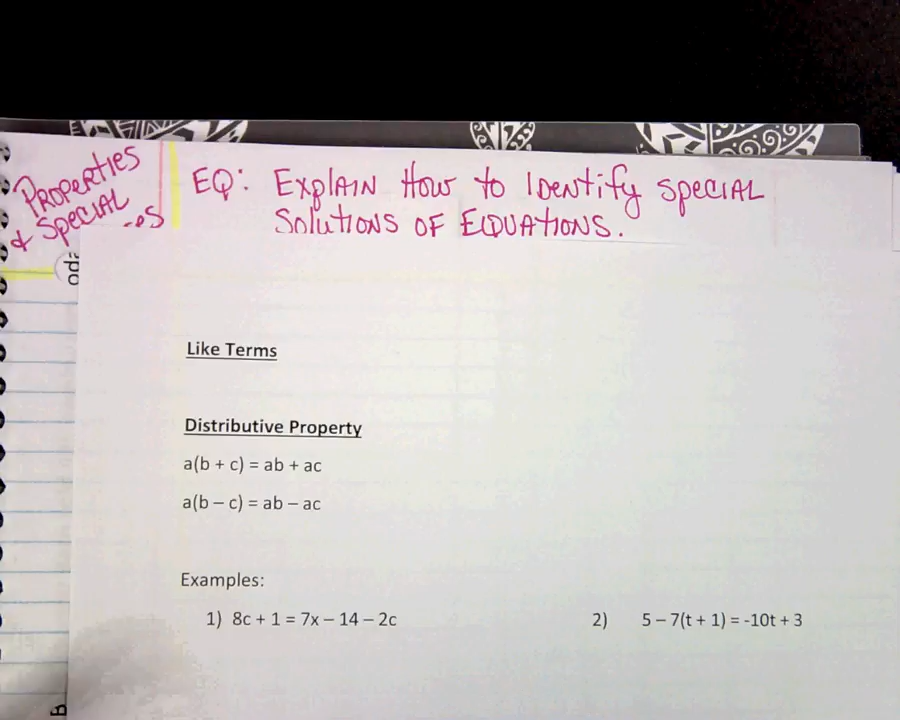 PROPERTIES
& SPECIAL
EQ: EXPLAIN HOW to IDENtify SPECIAL
Solutions OF EQUATIONS.
Like Terms
Distributive Property
a(b + c) = ab + ac
a(b – c) = ab – ac
Examples:
1) 8c + 1 = 7x – 14 – 2c
2) 5 – 7(t + 1) = -10t + 3